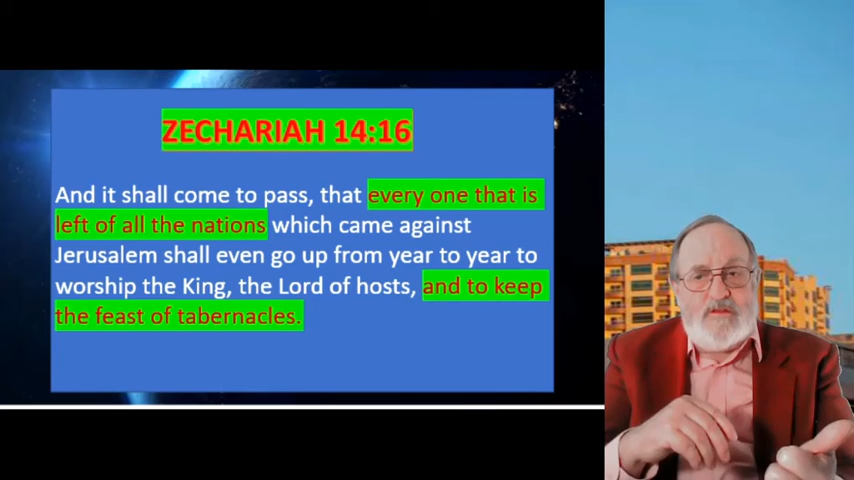 ZECHARIAH 14:16
And it shall come to pass, that every one that is
left of all the nations which came against
Jerusalem shall even go up from year to year to
worship the King, the Lord of hosts, and to keep
the feast of tabernacles.